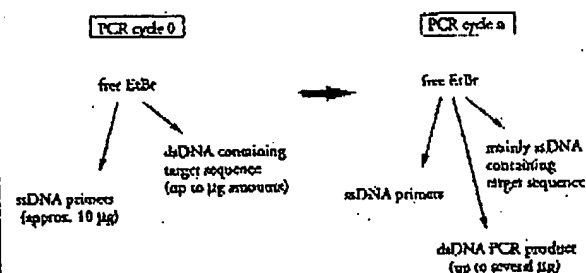 PCR cycle 0
free EtBr
ssDNA primers
(approx. 10 µg)
dsDNA containing
target sequence
(up to µg amounts)
PCR cycle n
free EtBr
ssDNA primers
mainly ssDNA
containing
target sequence
dsDNA PCR product
(up to several µg)